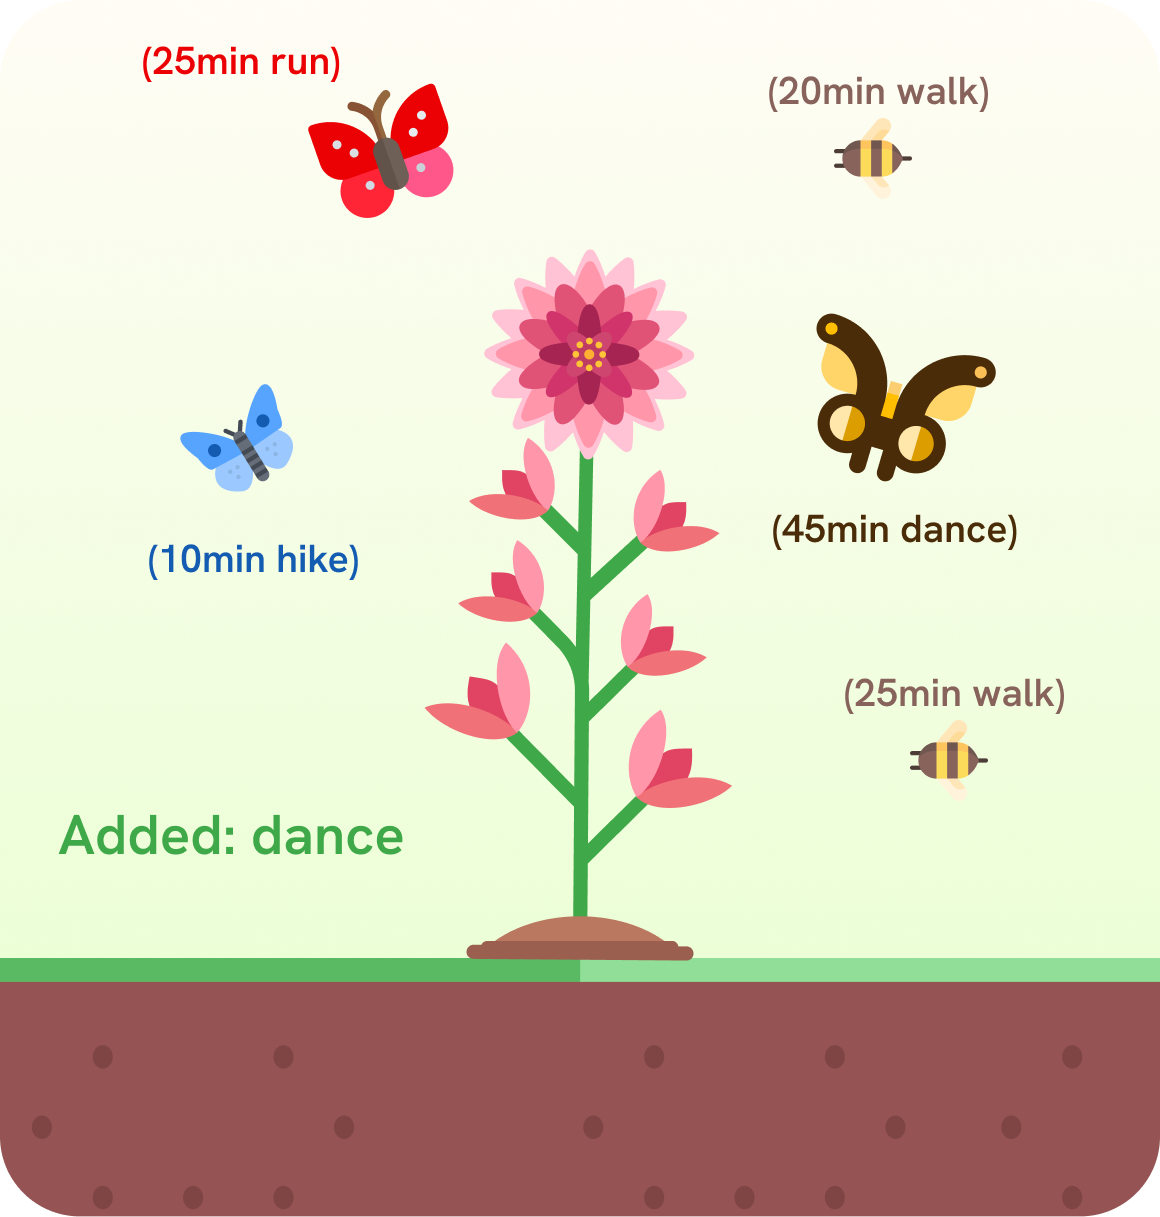 (25min run)
(20min walk)
(45min dance)
(10min hike)
(25min walk)
Added: dance